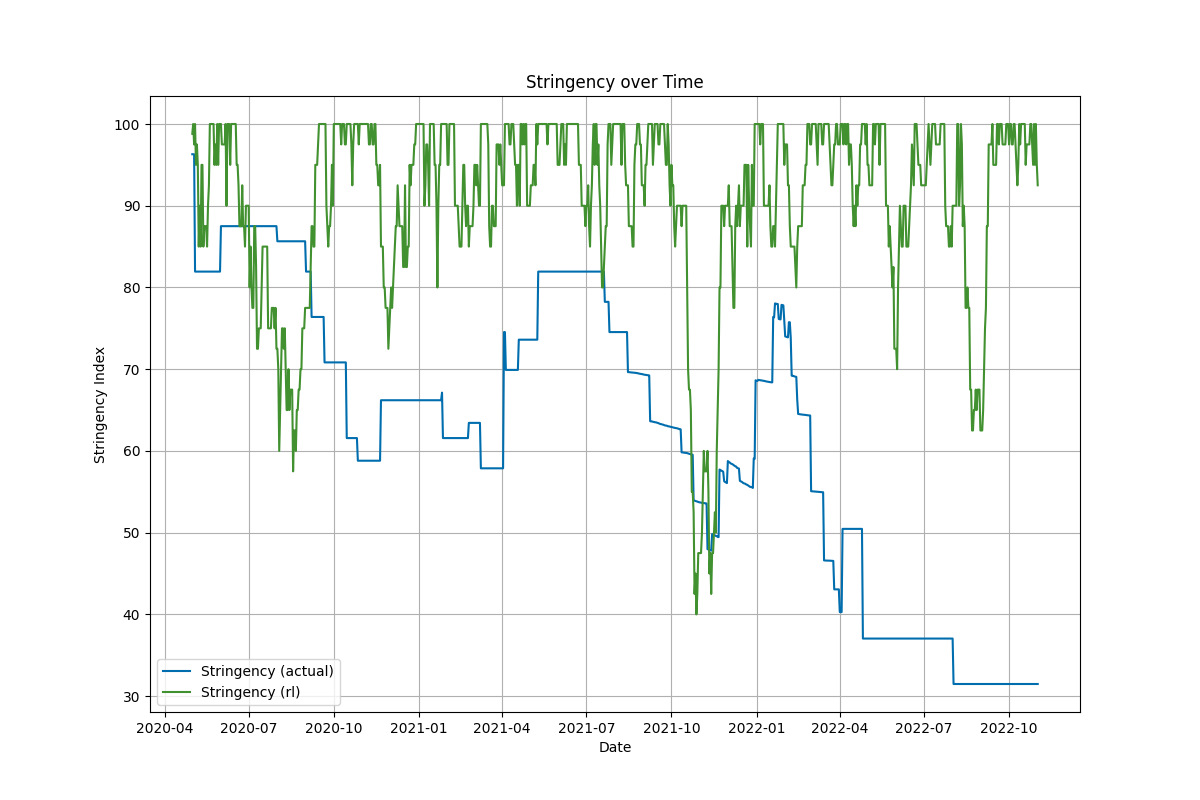 Stringency over Time
Stringency Index
100
90
80
70
60
50
40
30
Stringency (actual)
Stringency (rl)
2020-04 2020-07 2020-10 2021-01 2021-04 2021-07 2021-10 2022-01 2022-04 2022-07 2022-10
Date